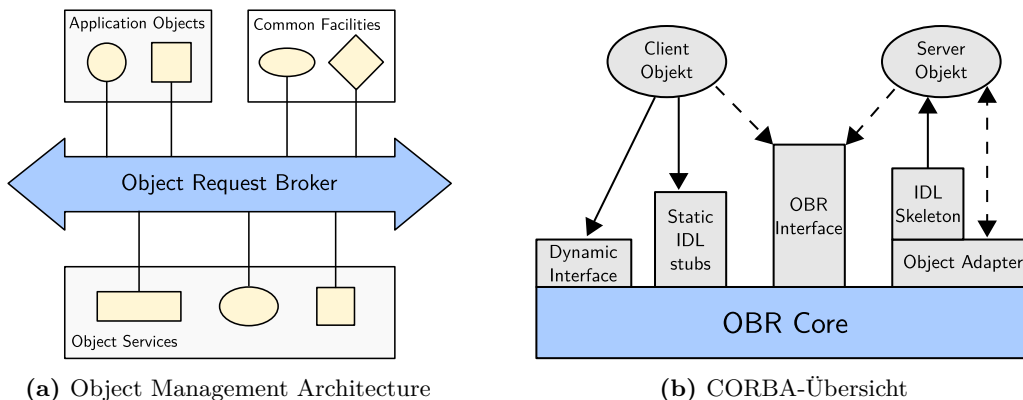 Application Objects
Common Facilities
Object Request Broker
Object Services
(a) Object Management Architecture
Client
Objekt
Server
Objekt
Dynamic
Interface
Static
IDL
stubs
OBR
Interface
IDL
Skeleton
Object Adapter
OBR Core
(b) CORBA-Übersicht